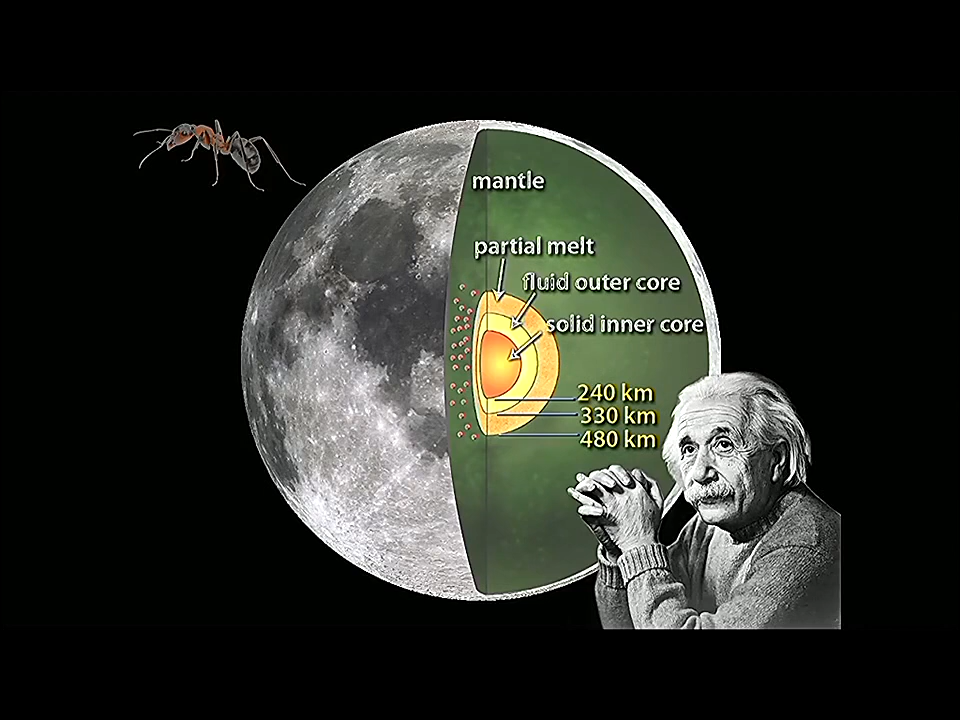 mantle
partial melt
fluid outer core
solid inner core
240 km
330 km
480 km